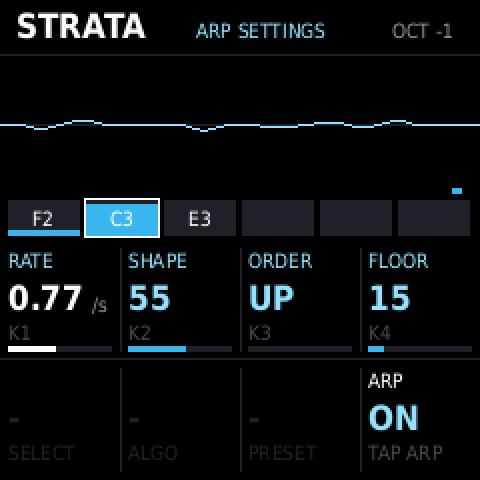 STRATA ARP SETTINGS OCT -1
F2 C3 E3
RATE SHAPE ORDER FLOOR
0.77 /s 55 UP 15
K1 K2 K3 K4
ARP
- - - ON
SELECT ALGO PRESET TAP ARP